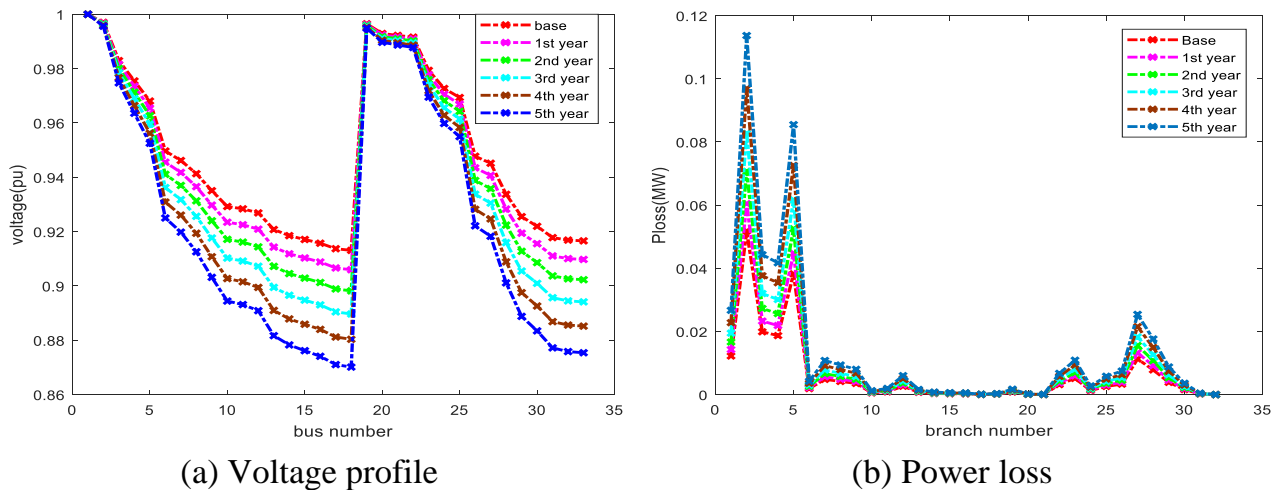 1
0.98
0.96
0.94
0.92
0.9
0.88
0.86
voltage(pu)
0
5
10
15
20
25
30
35
bus number
base
1st year
2nd year
3rd year
4th year
5th year
(a) Voltage profile
0.12
0.1
0.08
0.06
0.04
0.02
0
Ploss(MW)
0
5
10
15
20
25
30
35
branch number
Base
1st year
2nd year
3rd year
4th year
5th year
(b) Power loss